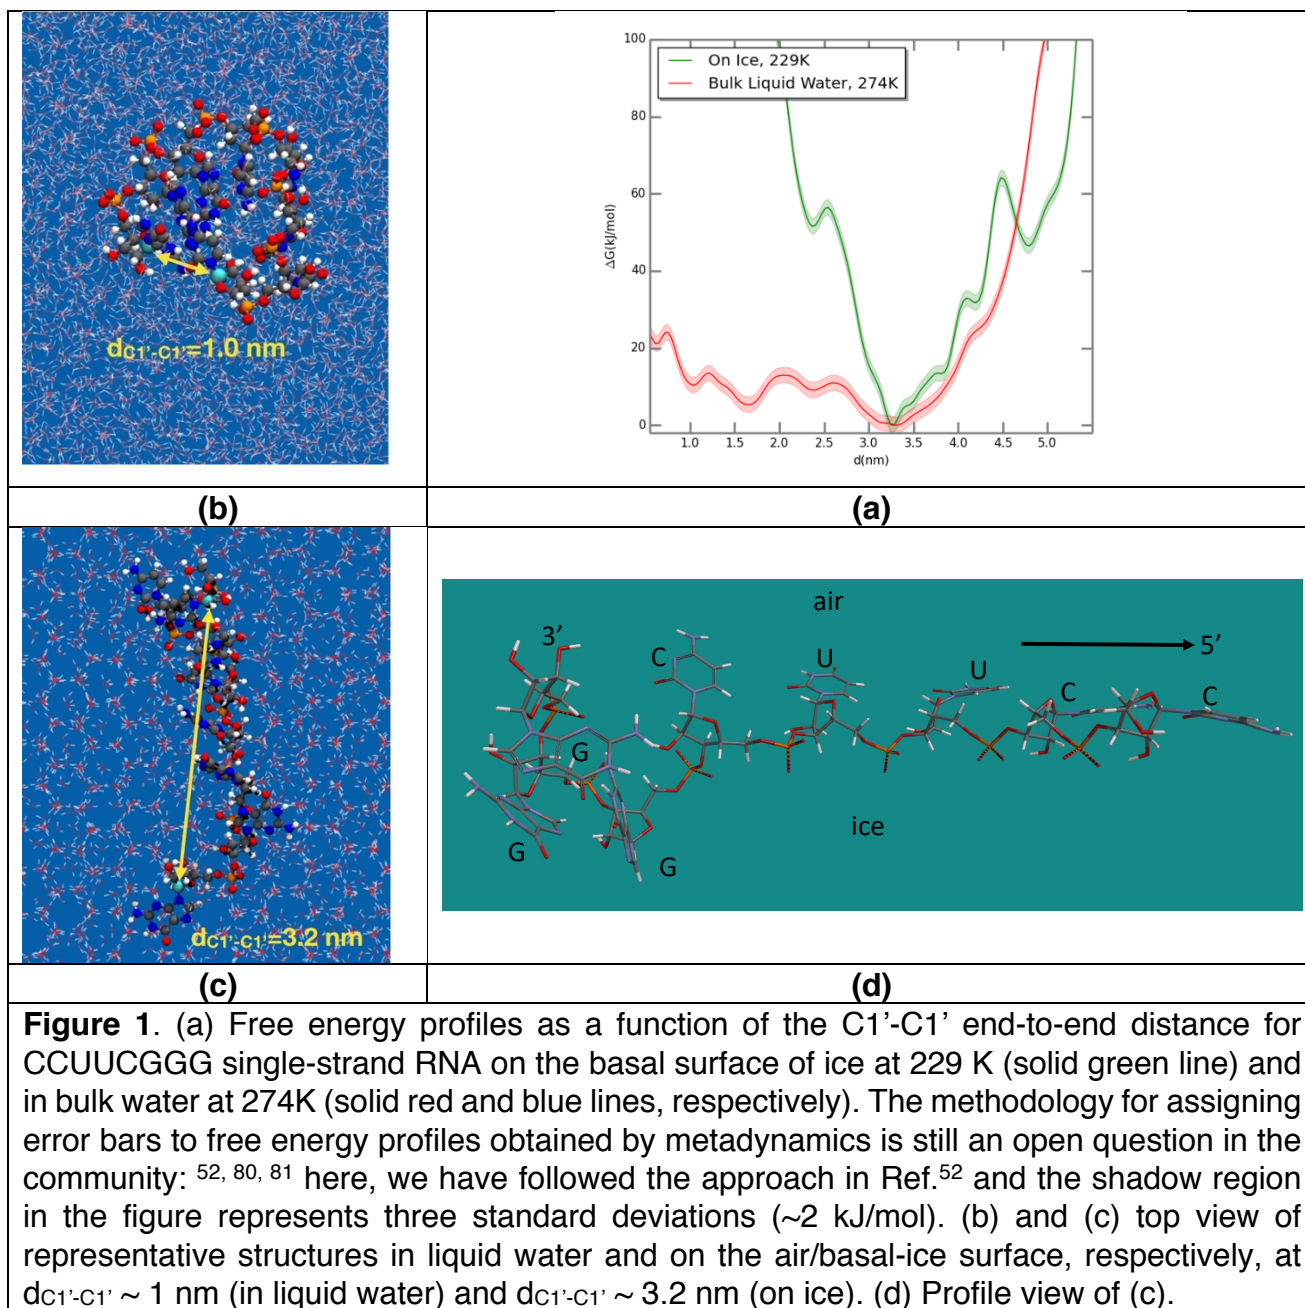 100
80
60
40
20
0
ΔG(kJ/mol)
On Ice, 229K
Bulk Liquid Water, 274K
1.0 1.5 2.0 2.5 3.0 3.5 4.0 4.5 5.0
d(nm)
dC1'-C1'=1.0 nm
(b) (a)
dC1'-C1'=3.2 nm
air
3’ C U U C C 5’
G
ice
G G
(c) (d)
Figure 1. (a) Free energy profiles as a function of the C1’-C1’ end-to-end distance for
CCUUCGGG single-strand RNA on the basal surface of ice at 229 K (solid green line) and
in bulk water at 274K (solid red and blue lines, respectively). The methodology for assigning
error bars to free energy profiles obtained by metadynamics is still an open question in the
community: 52, 80, 81 here, we have followed the approach in Ref.52 and the shadow region
in the figure represents three standard deviations (~2 kJ/mol). (b) and (c) top view of
representative structures in liquid water and on the air/basal-ice surface, respectively, at
dC1’-C1’ ~ 1 nm (in liquid water) and dC1’-C1’ ~ 3.2 nm (on ice). (d) Profile view of (c).